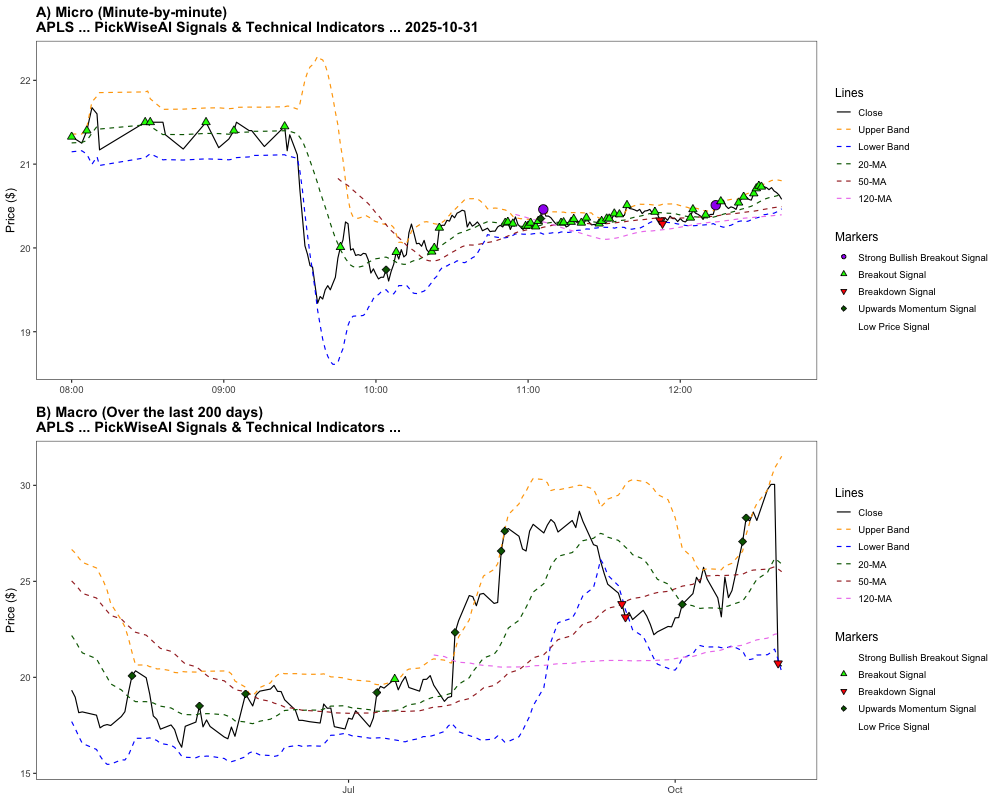 A) Micro (Minute-by-minute)
APLS ... PickWiseAI Signals & Technical Indicators ... 2025-10-31
Price ($)
22
21
20
19
08:00
09:00
10:00
11:00
12:00
Lines
Close
Upper Band
Lower Band
20-MA
50-MA
120-MA
Markers
Strong Bullish Breakout Signal
Breakout Signal
Breakdown Signal
Upwards Momentum Signal
Low Price Signal
B) Macro (Over the last 200 days)
APLS ... PickWiseAI Signals & Technical Indicators ...
Price ($)
30
25
20
15
Jul
Oct
Lines
Close
Upper Band
Lower Band
20-MA
50-MA
120-MA
Markers
Strong Bullish Breakout Signal
Breakout Signal
Breakdown Signal
Upwards Momentum Signal
Low Price Signal